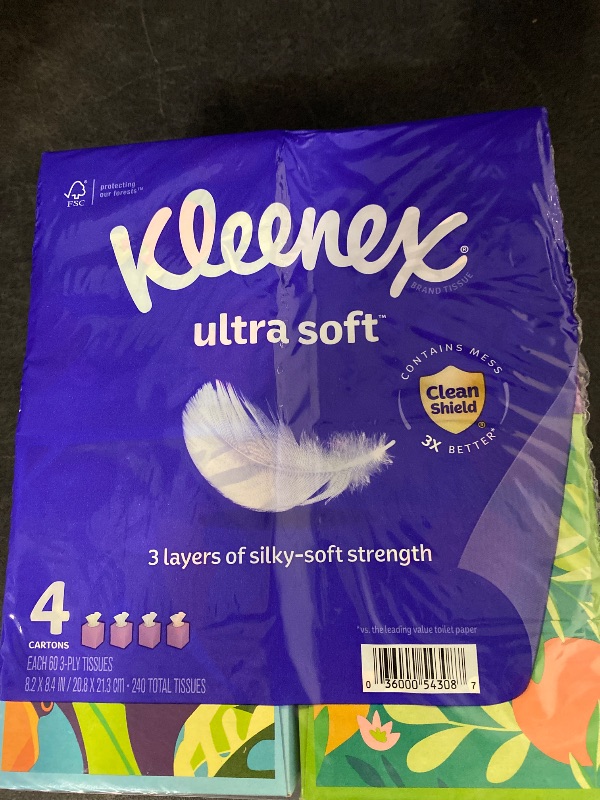 FSC
protecting
our forests™
Kleenex®
BRAND TISSUE
ultra soft™
CONTAINS MESS
Clean
Shield®
3X BETTER*
3 layers of silky-soft strength
4
CARTONS
EACH 60 3-PLY TISSUES
8.2 X 8.4 IN / 20.8 X 21.3 cm - 240 TOTAL TISSUES
*vs. the leading value toilet paper
0 36000 54308 7